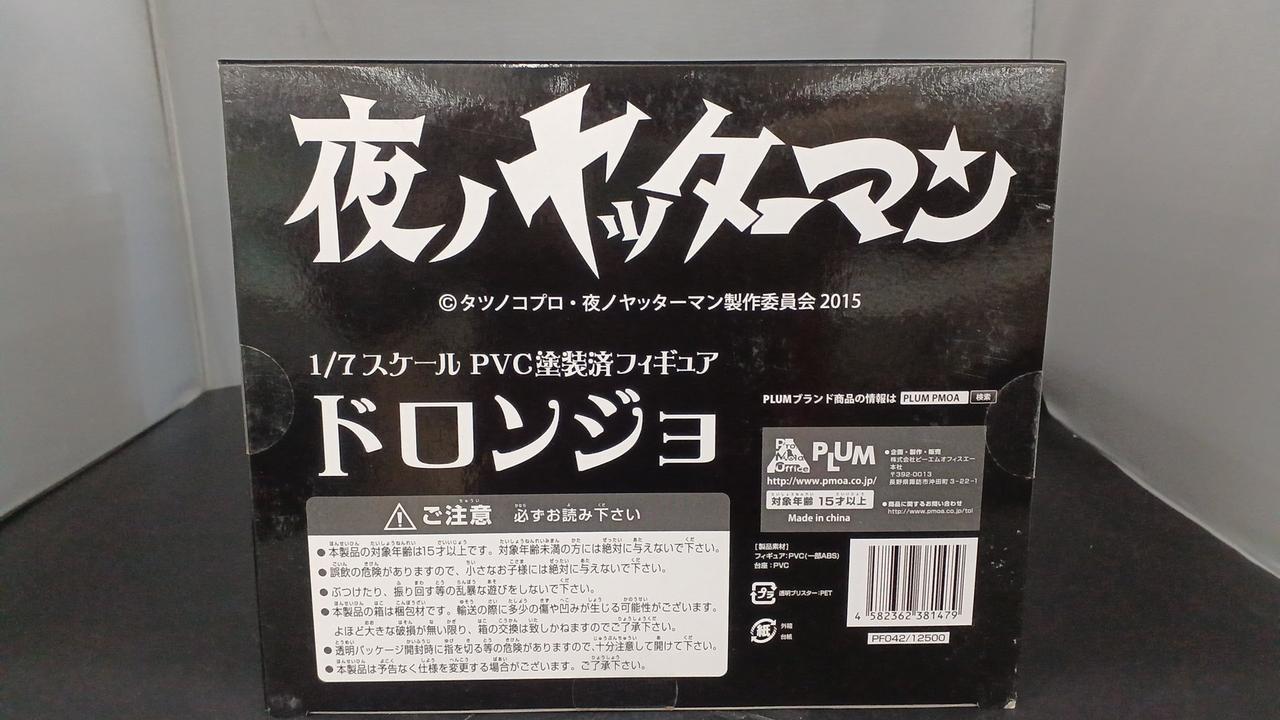 夜ノヤッターマン
©タツノコプロ・夜ノヤッターマン製作委員会 2015
1/7スケール PVC塗装済フィギュア
ドロンジョ
PLUMブランド商品の情報は PLUM PMOA 検索
Pro Media Office PLUM
http://www.pmoa.co.jp/
対象年齢 15才以上
Made in china
●企画・製作・販売
株式会社ピーエムオフィスエー
本社
〒392-0013
長野県諏訪市沖田町3-22-1
●商品に関するお問い合わせ
http://www.pmoa.co.jp/toi
ご注意 必ずお読み下さい
●本製品の対象年齢は15才以上です。対象年齢未満の方には絶対に与えないで下さい。
●誤飲の危険がありますので、小さなお子様には絶対に与えないで下さい。
●ぶつけたり、振り回す等の乱暴な遊びをしないで下さい。
●本製品の箱は梱包材です。輸送の際に多少の傷や凹みが生じる可能性がございます。
よほど大きな破損が無い限り、箱の交換は致しかねますのでご了承下さい。
●透明パッケージ開封時に指を切る等の危険がありますので、十分注意して開けて下さい。
●本製品は予告なく仕様を変更する場合がございます。ご了承下さい。
[製品素材]
フィギュア:PVC(一部ABS)
台座:PVC
プラ 透明ブリスター:PET
紙 外箱
台紙
4 582362 381479
PF042/12500